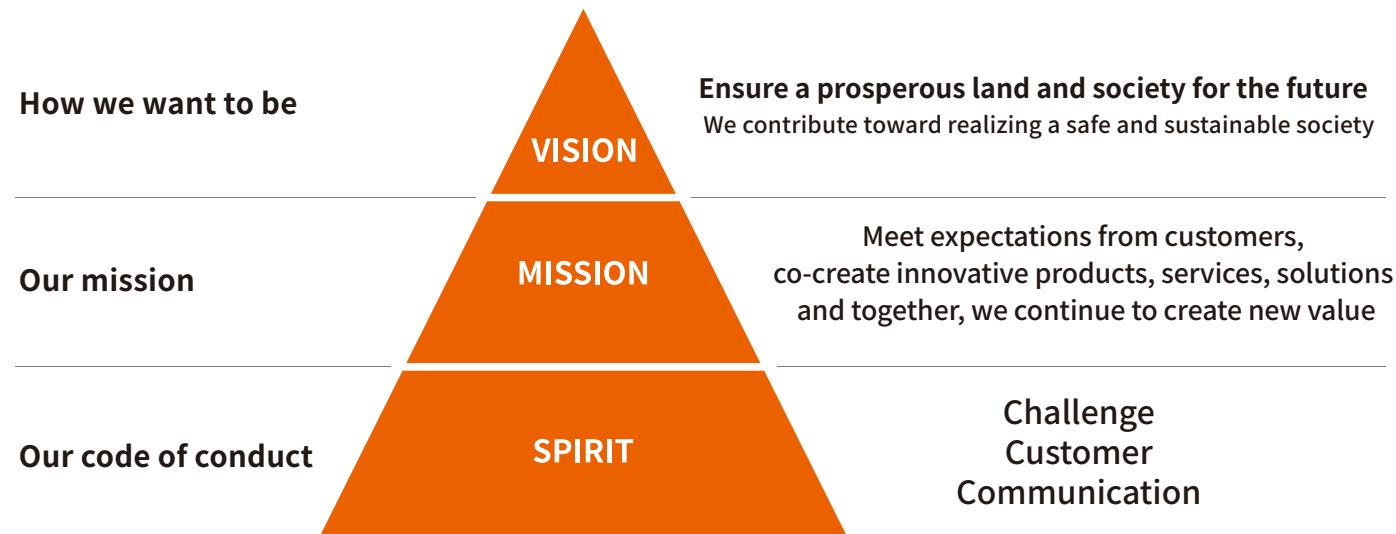 How we want to be
VISION
Ensure a prosperous land and society for the future
We contribute toward realizing a safe and sustainable society
Our mission
MISSION
Meet expectations from customers,
co-create innovative products, services, solutions
and together, we continue to create new value
Our code of conduct
SPIRIT
Challenge
Customer
Communication